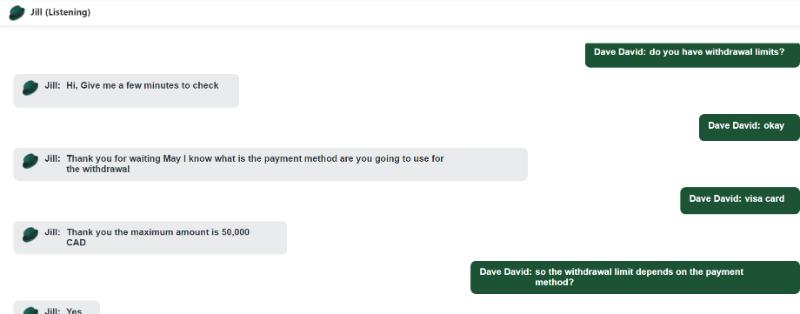 Jill (Listening)
Dave David: do you have withdrawal limits?
Jill: Hi, Give me a few minutes to check
Dave David: okay
Jill: Thank you for waiting May I know what is the payment method are you going to use for
the withdrawal
Dave David: visa card
Jill: Thank you the maximum amount is 50,000
CAD
Dave David: so the withdrawal limit depends on the payment
method?
Jill: Yes